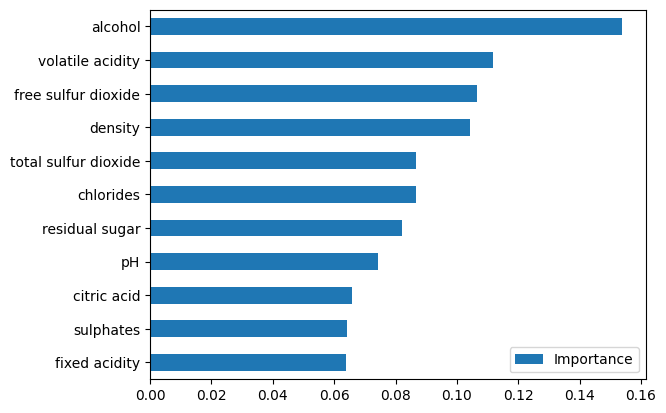 alcohol
volatile acidity
free sulfur dioxide
density
total sulfur dioxide
chlorides
residual sugar
pH
citric acid
sulphates
fixed acidity
Importance
0.00 0.02 0.04 0.06 0.08 0.10 0.12 0.14 0.16